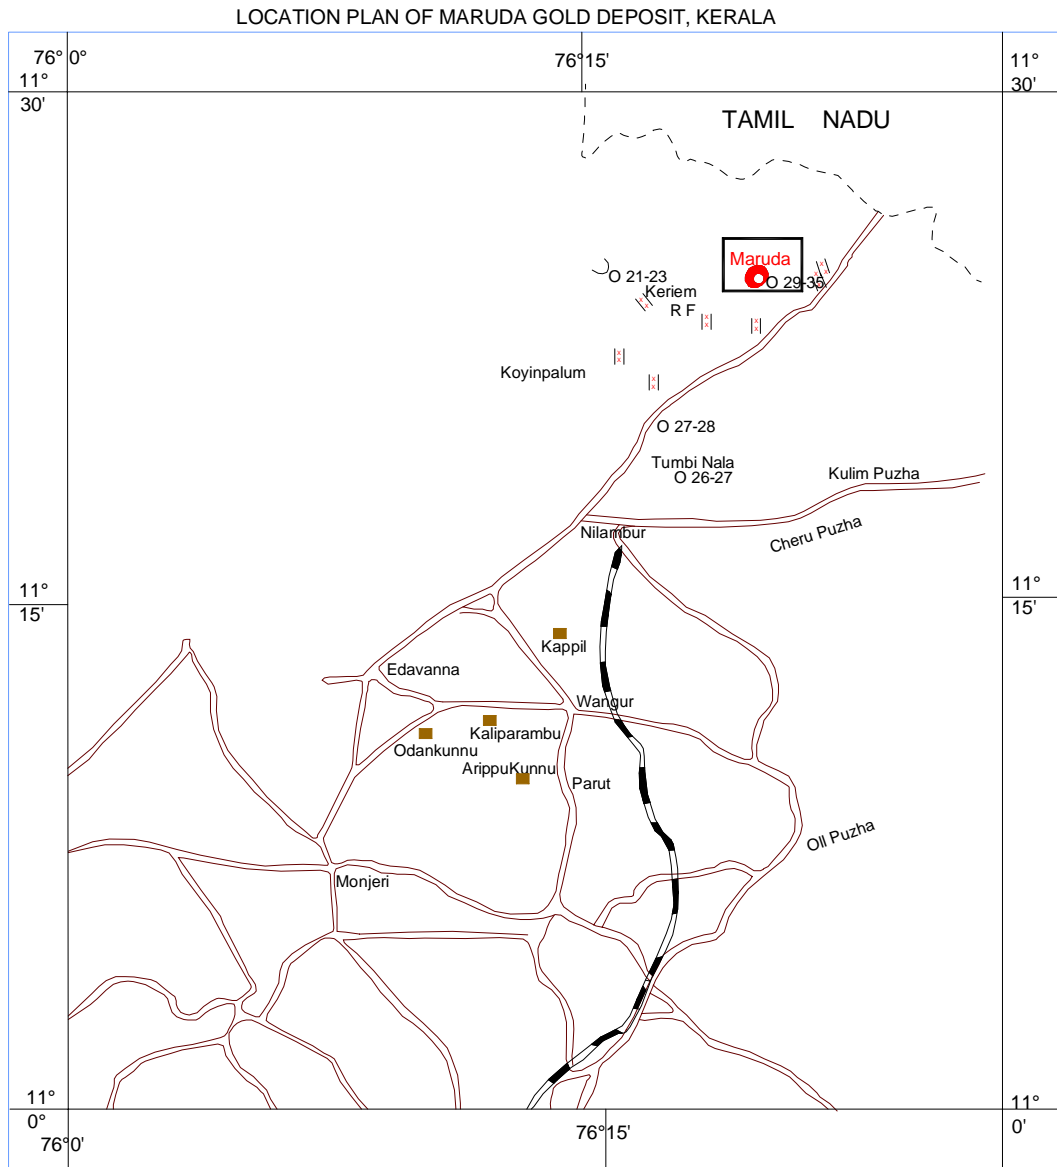 LOCATION PLAN OF MARUDA GOLD DEPOSIT, KERALA
76° 0°
76°15'
11°
30'
11°
30'
TAMIL NADU
Maruda
O 21-23
O 29-35
Keriem
R F
x x
x x
x x
x x
x x
x x
x x
Koyinpalum
O 27-28
Tumbi Nala
O 26-27
Kulim Puzha
Cheru Puzha
Nilambur
11°
15'
11°
15'
Kappil
Edavanna
Wangur
Kaliparambu
Odankunnu
ArippuKunnu
Parut
Oll Puzha
Monjeri
11°
0°
11°
0'
76°0'
76°15'